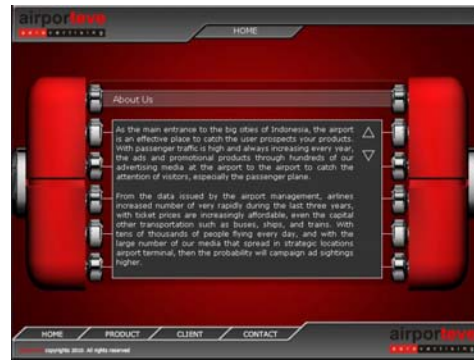 airporteve
advertising
HOME
About Us
As the main entrance to the big cities of Indonesia, the airport
is an effective place to catch the user prospects your products.
With passenger traffic is high and always increasing every year,
the ads and promotional products through hundreds of our
advertising media at the airport to the airport to catch the
attention of visitors, especially the passenger plane.
From the data issued by the airport management, airlines
increased number of very rapidly during the last three years,
with ticket prices are increasingly affordable, even the capital
other transportation such as buses, ships, and trains. With
tens of thousands of people flying every day, and with the
large number of our media that spread in strategic locations
airport terminal, then the probability will campaign ad sightings
higher.
HOME
PRODUCT
CLIENT
CONTACT
copyrights 2010. All rights reserved
airporteve
advertising